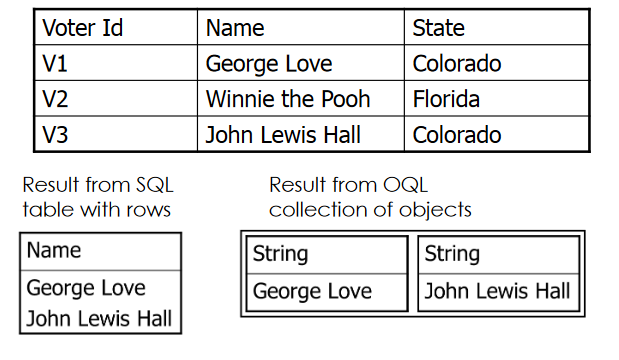 Voter Id Name State
V1 George Love Colorado
V2 Winnie the Pooh Florida
V3 John Lewis Hall Colorado
Result from SQL
table with rows
Result from OQL
collection of objects
Name
George Love
John Lewis Hall
String
George Love
String
John Lewis Hall